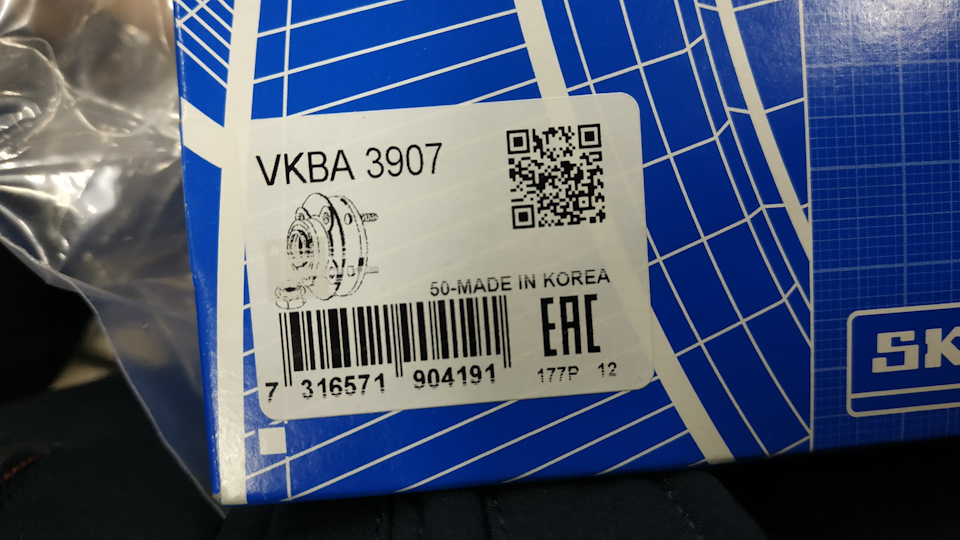 VKBA 3907
50-MADE IN KOREA
EAC
7 316571 904191
177P 12
SK